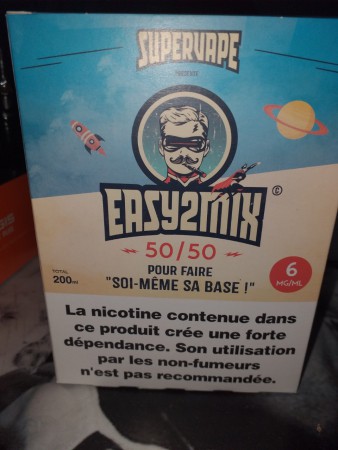 SUPERVAPE
EASY2MIX ©
50/50
POUR FAIRE
"SOI-MÊME SA BASE !"
TOTAL
200ml
6
MG/ML
La nicotine contenue dans
ce produit crée une forte
dépendance. Son utilisation
par les non-fumeurs
n'est pas recommandée.